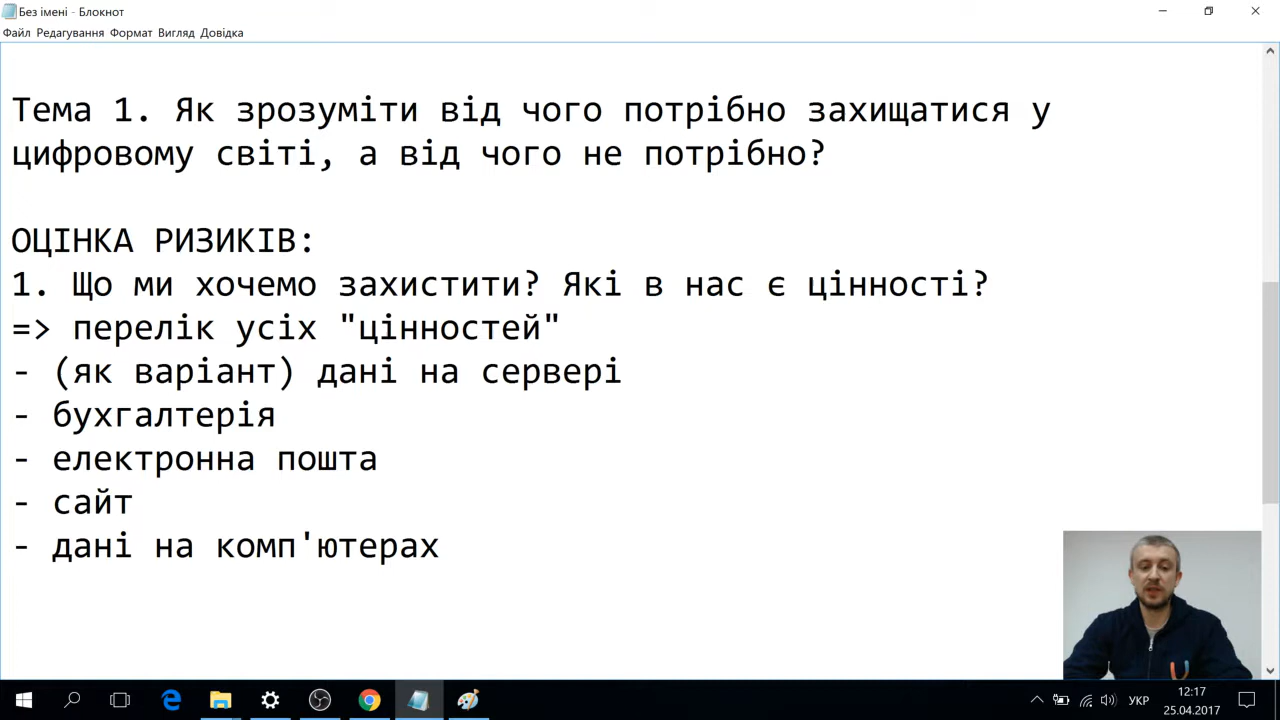 Без імені - Блокнот
Файл Редагування Формат Вигляд Довідка
Тема 1. Як зрозуміти від чого потрібно захищатися у
цифровому світі, а від чого не потрібно?
ОЦІНКА РИЗИКІВ:
1. Що ми хочемо захистити? Які в нас є цінності?
=> перелік усіх "цінностей"
- (як варіант) дані на сервері
- бухгалтерія
- електронна пошта
- сайт
- дані на комп'ютерах
УКР
12:17
25.04.2017